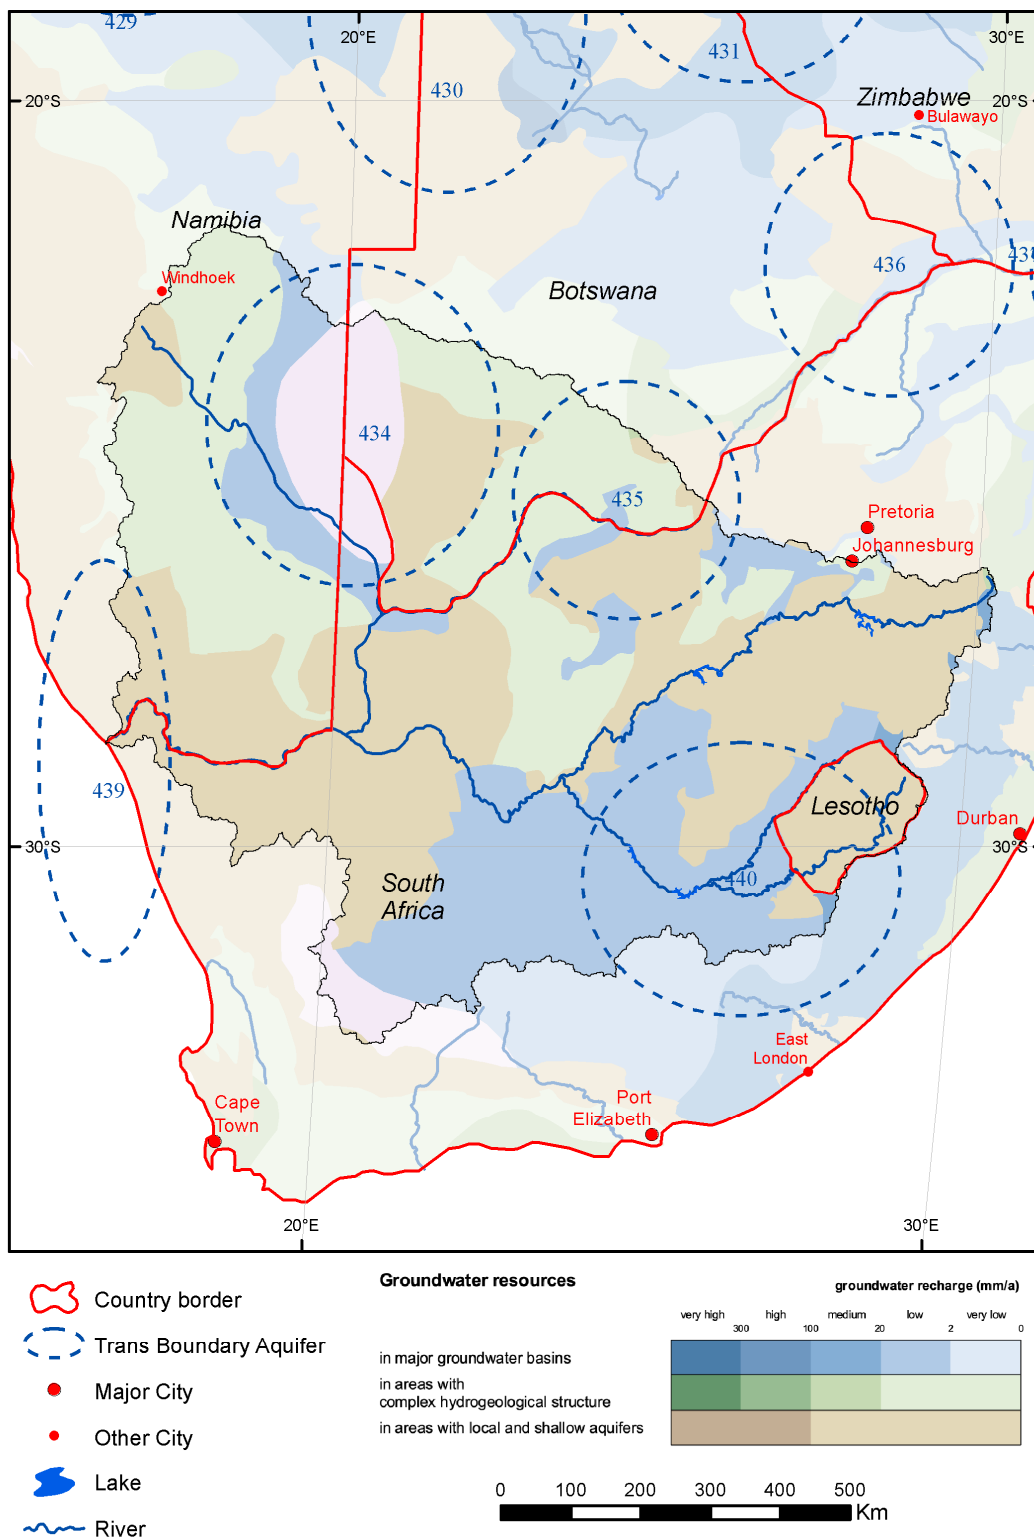 429
20°E
30°E
431
430
Zimbabwe
20°S
20°S
Bulawayo
Namibia
436
Windhoek
Botswana
434
435
Pretoria
Johannesburg
439
Lesotho
Durban
30°S
30°S
440
South
Africa
East
London
Cape
Town
Port
Elizabeth
20°E
30°E
Country border
Trans Boundary Aquifer
Major City
Other City
Lake
River
Groundwater resources
groundwater recharge (mm/a)
very high high medium low very low
300 100 20 2 0
in major groundwater basins
in areas with
complex hydrogeological structure
in areas with local and shallow aquifers
0 100 200 300 400 500
Km